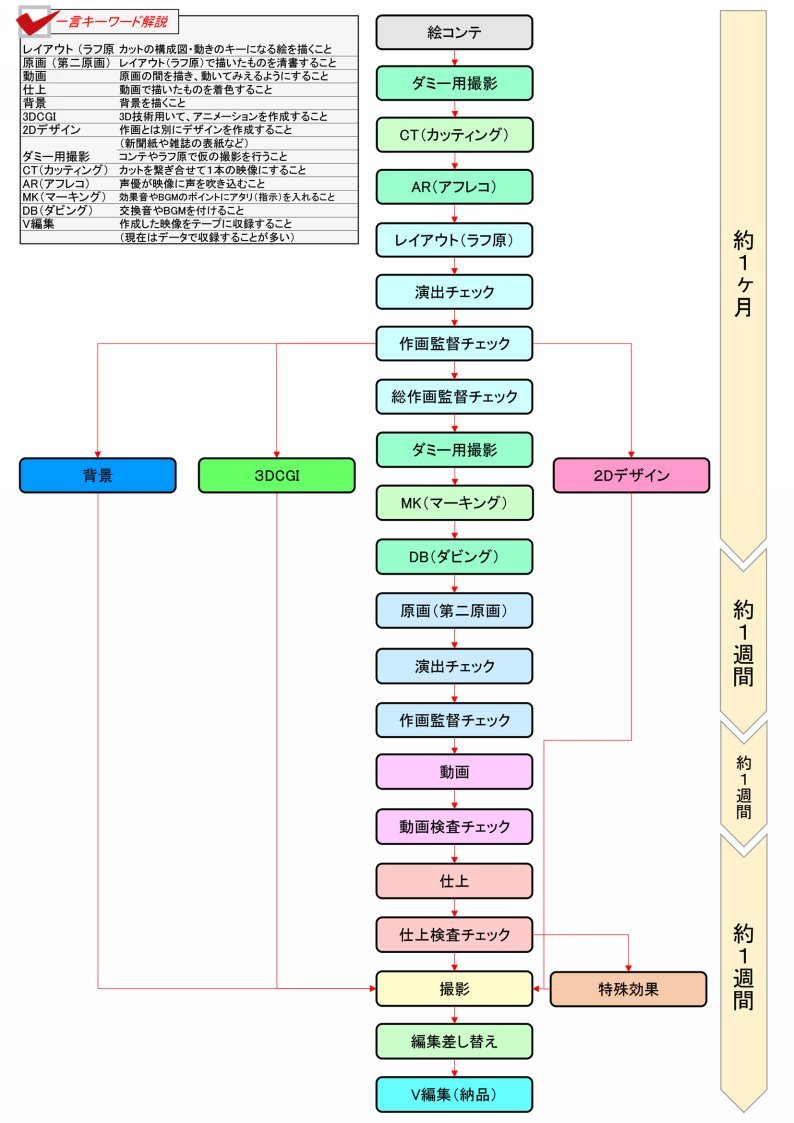 一言キーワード解説
レイアウト（ラフ原 カットの構成図・動きのキーになる絵を描くこと
原画（第二原画） レイアウト（ラフ原）で描いたものを清書すること
動画 原画の間を描き、動いてみえるようにすること
仕上 動画で描いたものを着色すること
背景 背景を描くこと
3DCGI 3D技術用いて、アニメーションを作成すること
2Dデザイン 作画とは別にデザインを作成すること
（新聞紙や雑誌の表紙など）
ダミー用撮影 コンテやラフ原で仮の撮影を行うこと
CT（カッティング） カットを繋ぎ合せて1本の映像にすること
AR（アフレコ） 声優が映像に声を吹き込むこと
MK（マーキング） 効果音やBGMのポイントにアタリ（指示）を入れること
DB（ダビング） 交換音やBGMを付けること
V編集 作成した映像をテープに収録すること
（現在はデータで収録することが多い）
絵コンテ
ダミー用撮影
CT（カッティング）
AR（アフレコ）
レイアウト（ラフ原）
演出チェック
作画監督チェック
総作画監督チェック
ダミー用撮影
背景
3DCGI
2Dデザイン
MK（マーキング）
DB（ダビング）
原画（第二原画）
演出チェック
作画監督チェック
動画
動画検査チェック
仕上
仕上検査チェック
撮影
特殊効果
編集差し替え
V編集（納品）
約1ヶ月
約1週間
約1週間
約1週間